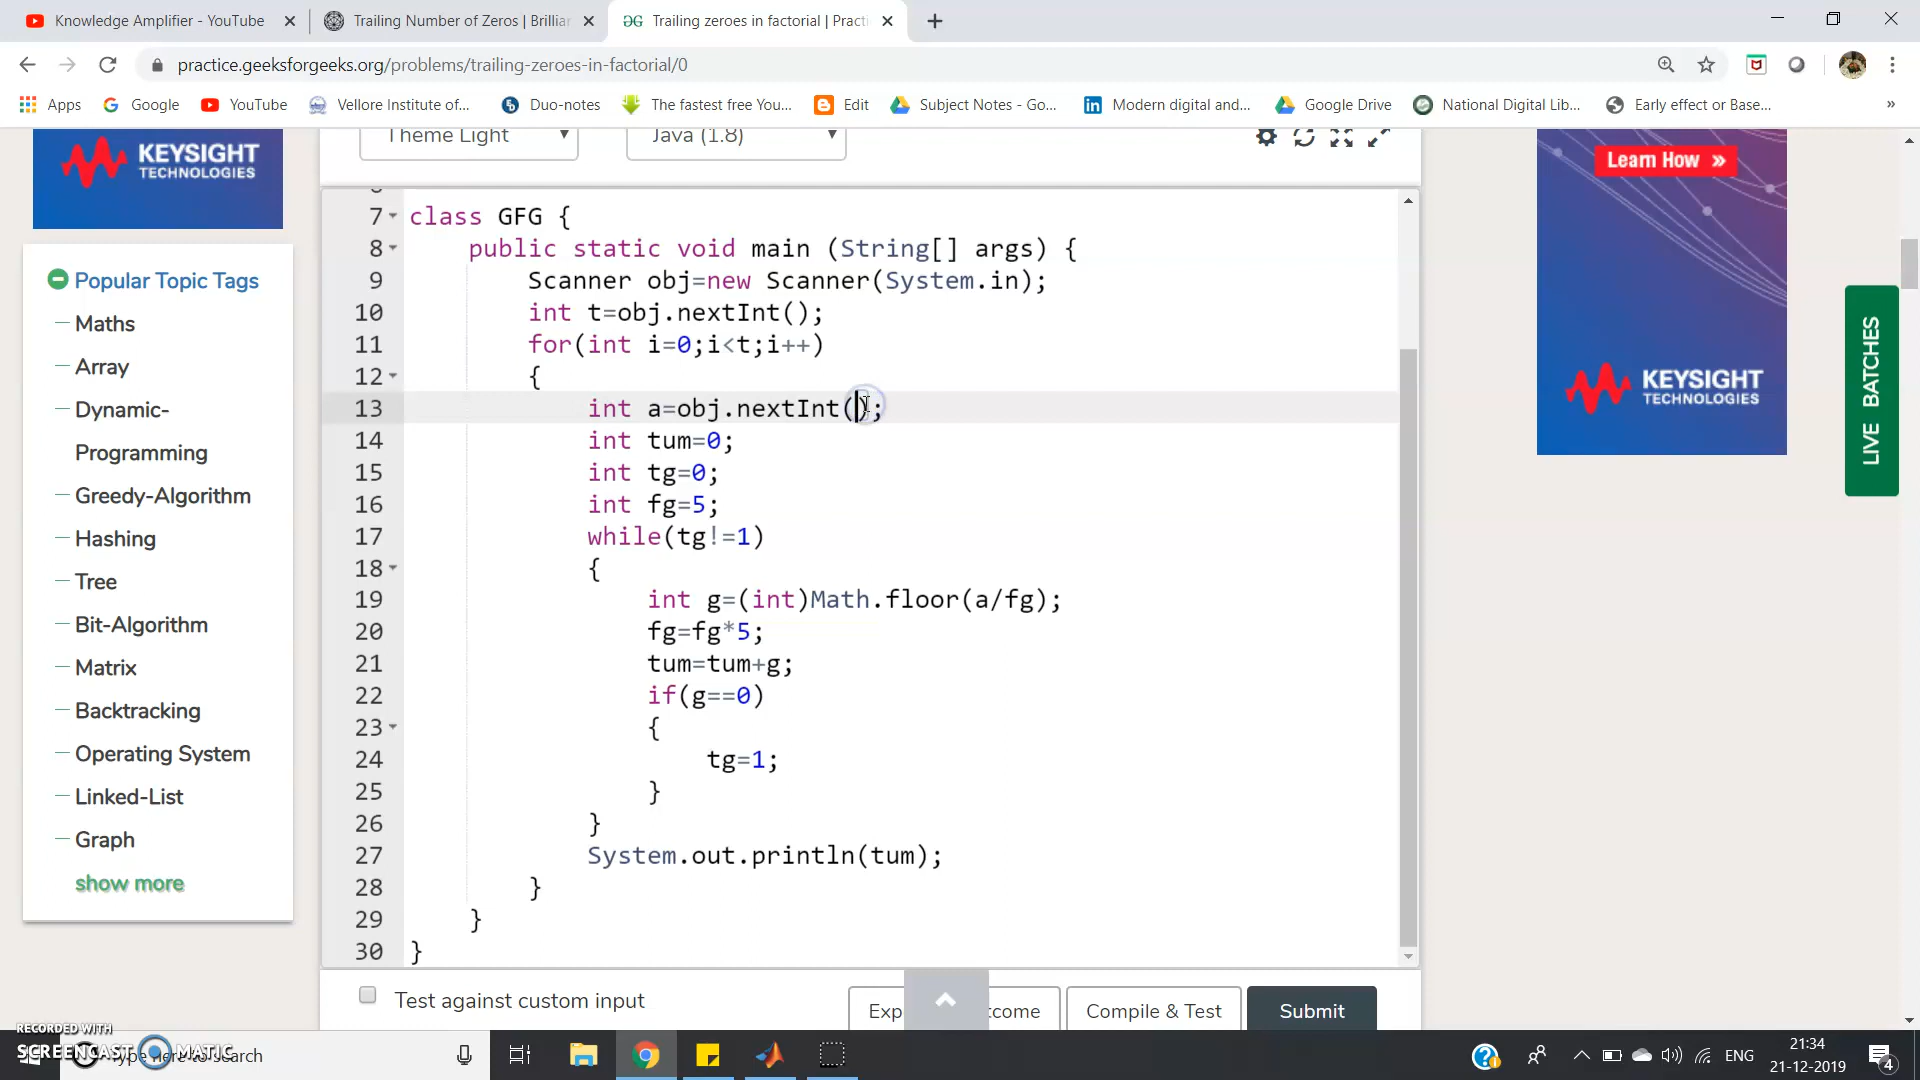 Knowledge Amplifier - YouTube
Trailing Number of Zeros | Brillian
Trailing zeroes in factorial | Practi
practice.geeksforgeeks.org/problems/trailing-zeroes-in-factorial/0
Apps
Google
YouTube
Vellore Institute of...
Duo-notes
The fastest free You...
Edit
Subject Notes - Go...
Modern digital and...
Google Drive
National Digital Lib...
Early effect or Base...
»
KEYSIGHT
TECHNOLOGIES
Theme Light
Java (1.8)
Learn How »
KEYSIGHT
TECHNOLOGIES
LIVE BATCHES
Popular Topic Tags
Maths
Array
Dynamic-
Programming
Greedy-Algorithm
Hashing
Tree
Bit-Algorithm
Matrix
Backtracking
Operating System
Linked-List
Graph
show more
7 class GFG {
8 public static void main (String[] args) {
9 Scanner obj=new Scanner(System.in);
10 int t=obj.nextInt();
11 for(int i=0;i<t;i++)
12 {
13 int a=obj.nextInt();
14 int tum=0;
15 int tg=0;
16 int fg=5;
17 while(tg!=1)
18 {
19 int g=(int)Math.floor(a/fg);
20 fg=fg*5;
21 tum=tum+g;
22 if(g==0)
23 {
24 tg=1;
25 }
26 }
27 System.out.println(tum);
28 }
29 }
30 }
Test against custom input
Compile & Test
Submit
RECORDED WITH
SCREENCAST MATIC
Type here to search
ENG
21:34
21-12-2019
4